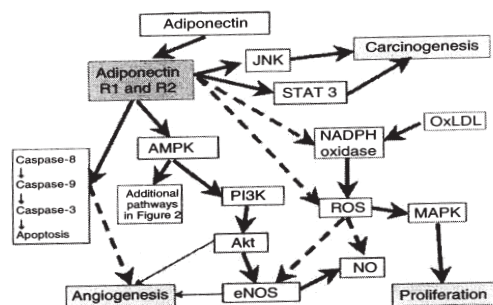 Adiponectin
Carcinogenesis
JNK
Adiponectin
R1 and R2
STAT 3
OxLDL
NADPH
oxidase
AMPK
Caspase-8
↓
Caspase-9
↓
Caspase-3
↓
Apoptosis
Additional
pathways
in Figure 2
PI3K
ROS
MAPK
Akt
NO
Angiogenesis
eNOS
Proliferation